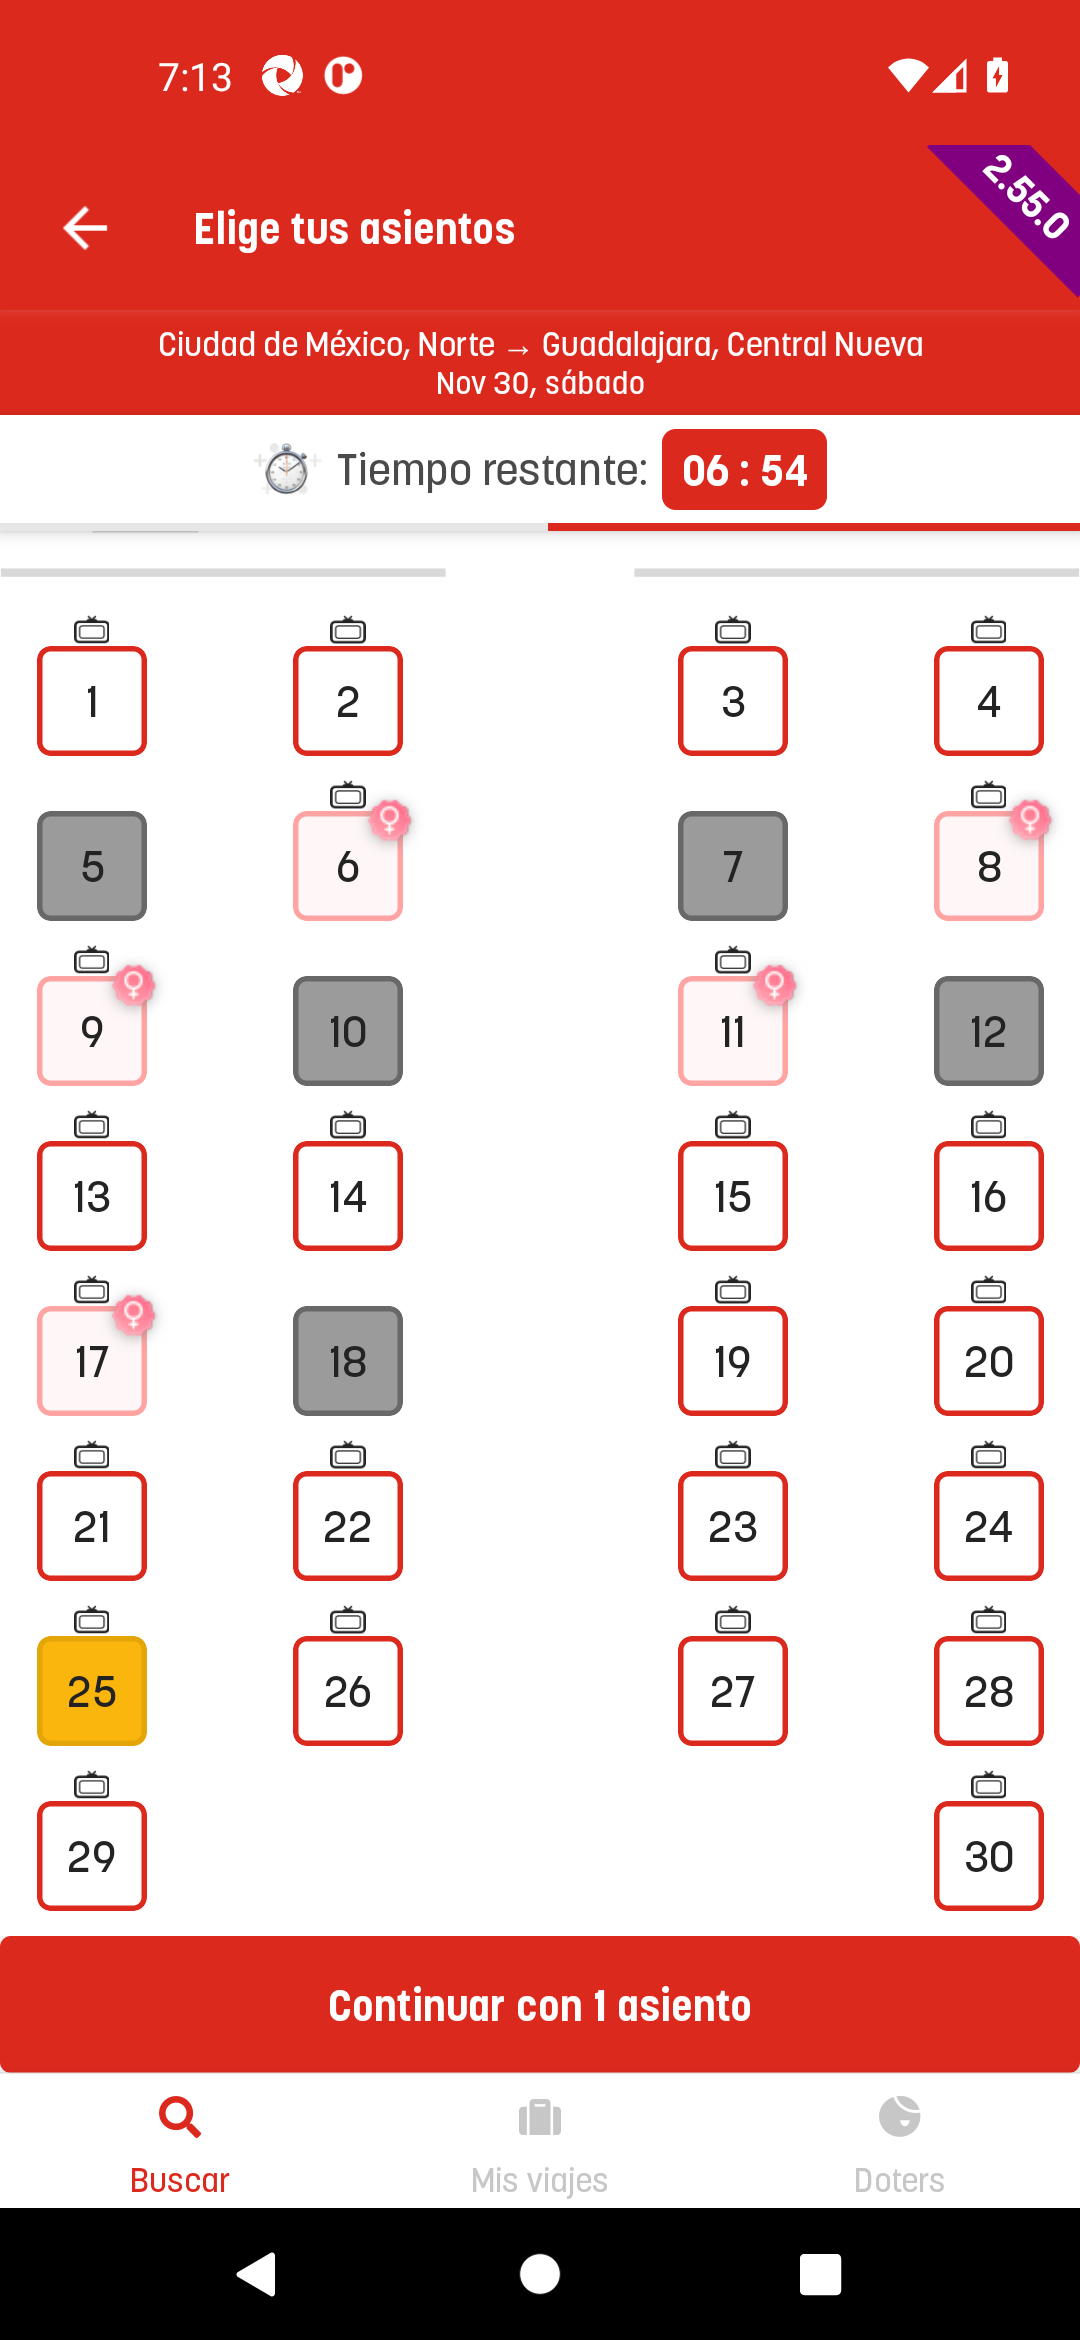 7:13
2.55.0
Elige tus asientos
Ciudad de México, Norte → Guadalajara, Central Nueva
Nov 30, sábado
Tiempo restante: 06 : 54
1 2 3 4
5 6 7 8
9 10 11 12
13 14 15 16
17 18 19 20
21 22 23 24
25 26 27 28
29 30
Continuar con 1 asiento
Buscar Mis viajes Doters